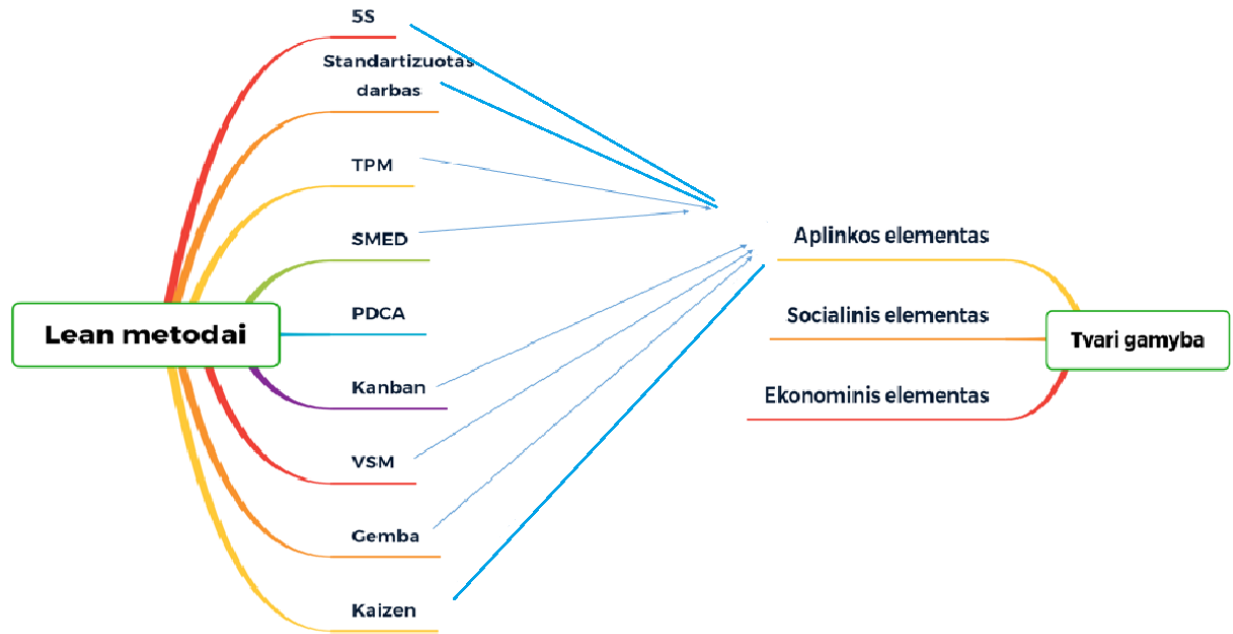 5S
Standartizuotas
darbas
TPM
SMED
PDCA
Kanban
VSM
Gemba
Kaizen
Lean metodai
Aplinkos elementas
Socialinis elementas
Ekonominis elementas
Tvari gamyba